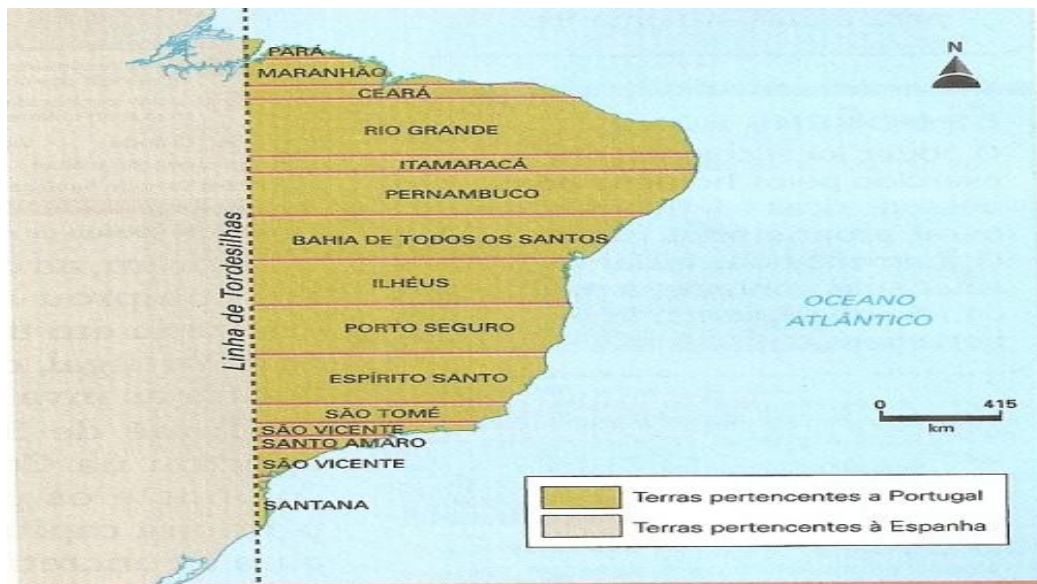 PARÁ
MARANHÃO
CEARÁ
RIO GRANDE
ITAMARACÁ
PERNAMBUCO
BAHIA DE TODOS OS SANTOS
ILHÉUS
PORTO SEGURO
ESPÍRITO SANTO
SÃO TOMÉ
SÃO VICENTE
SANTO AMARO
SÃO VICENTE
SANTANA
Linha de Tordesilhas
N
OCEANO
ATLÂNTICO
0 415
km
Terras pertencentes a Portugal
Terras pertencentes à Espanha